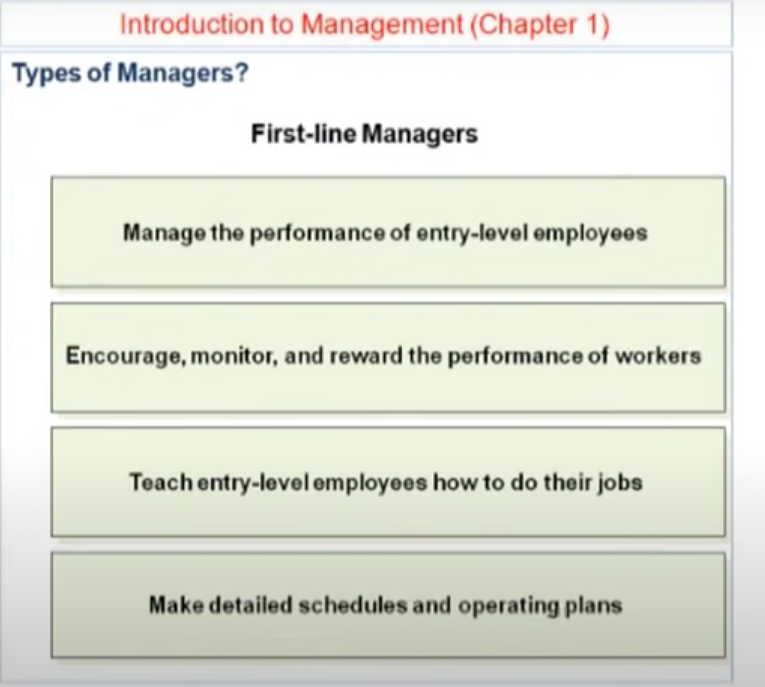 Introduction to Management (Chapter 1)
Types of Managers?
First-line Managers
Manage the performance of entry-level employees
Encourage, monitor, and reward the performance of workers
Teach entry-level employees how to do their jobs
Make detailed schedules and operating plans